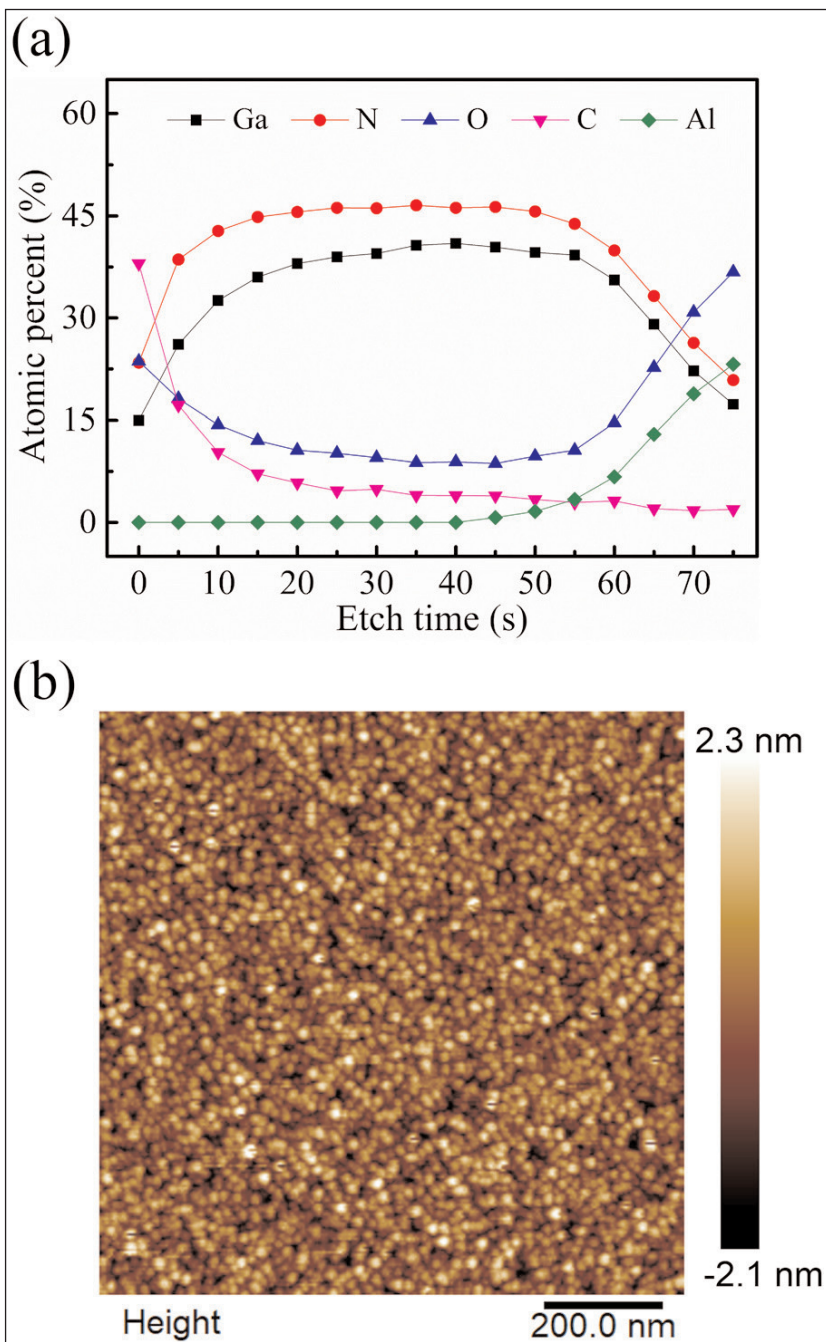 (a)
Ga N O C Al
60
45
30
15
0
Atomic percent (%)
0 10 20 30 40 50 60 70
Etch time (s)
(b)
2.3 nm
-2.1 nm
Height
200.0 nm